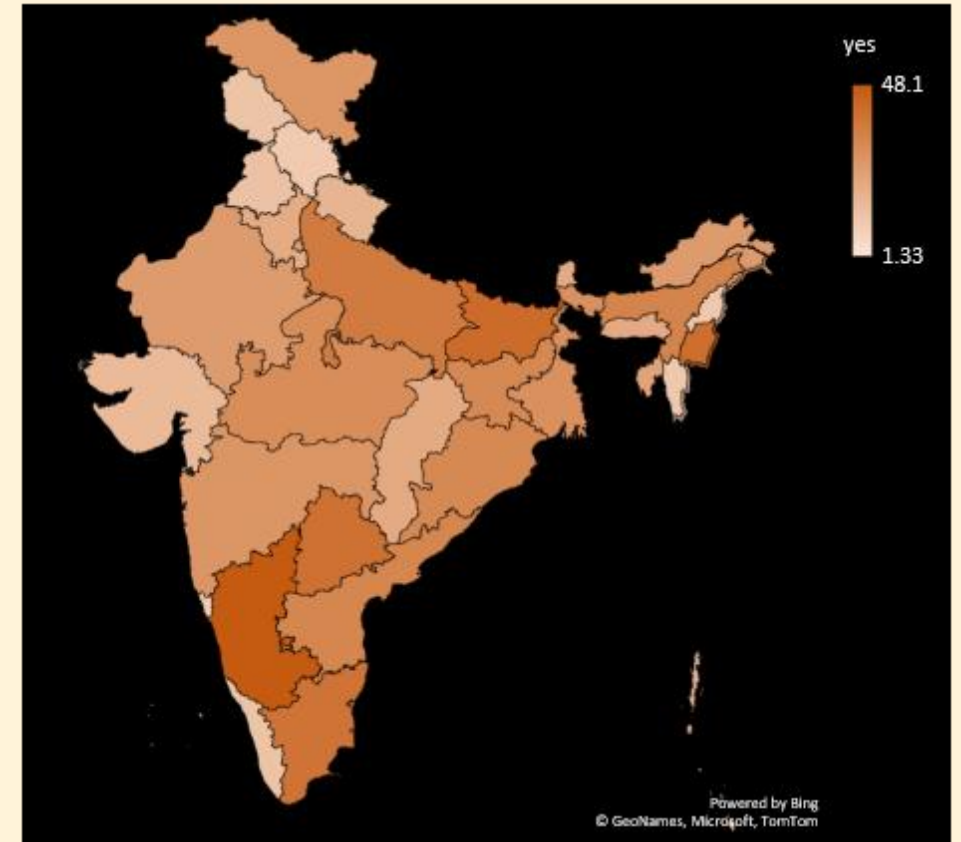 yes
48.1
1.33
Powered by Bing
© GeoNames, Microsoft, TomTom